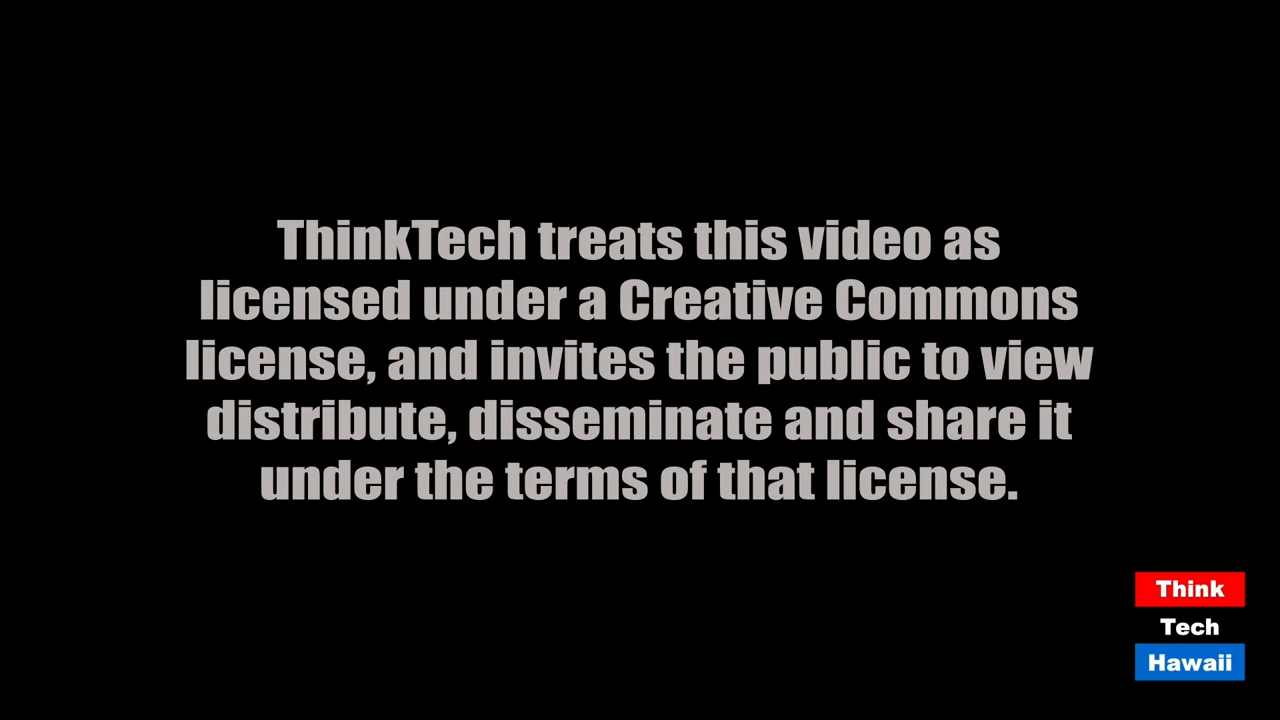 ThinkTech treats this video as
licensed under a Creative Commons
license, and invites the public to view
distribute, disseminate and share it
under the terms of that license.
Think
Tech
Hawaii